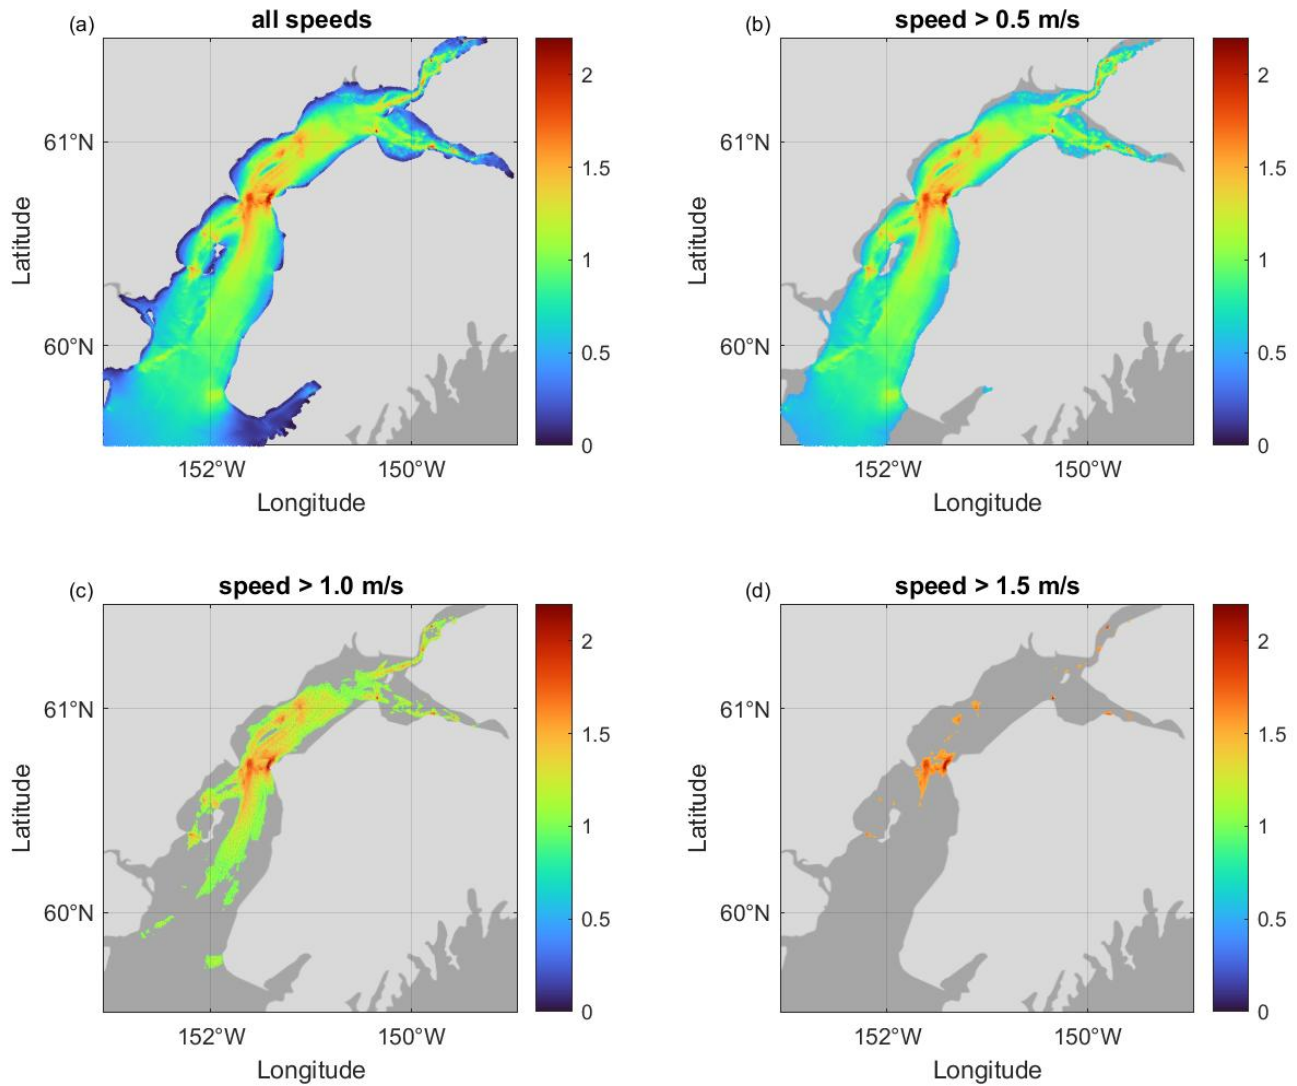 (a) all speeds
(b) speed > 0.5 m/s
61°N
60°N
Latitude
152°W 150°W
Longitude
2
1.5
1
0.5
0
61°N
60°N
Latitude
152°W 150°W
Longitude
2
1.5
1
0.5
0
(c) speed > 1.0 m/s
(d) speed > 1.5 m/s
61°N
60°N
Latitude
152°W 150°W
Longitude
2
1.5
1
0.5
0
61°N
60°N
Latitude
152°W 150°W
Longitude
2
1.5
1
0.5
0